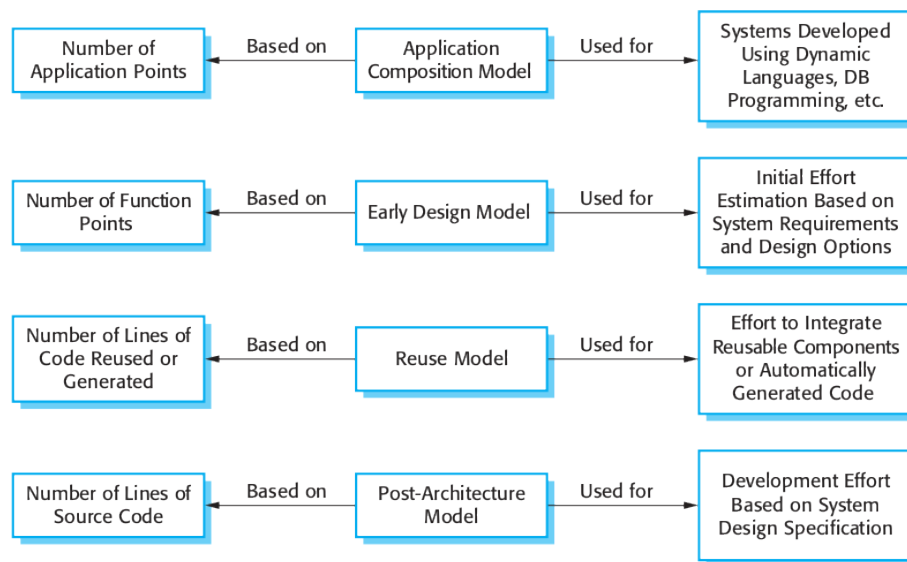 Number of
Application Points
Based on
Application
Composition Model
Used for
Systems Developed
Using Dynamic
Languages, DB
Programming, etc.
Number of Function
Points
Based on
Early Design Model
Used for
Initial Effort
Estimation Based on
System Requirements
and Design Options
Number of Lines of
Code Reused or
Generated
Based on
Reuse Model
Used for
Effort to Integrate
Reusable Components
or Automatically
Generated Code
Number of Lines of
Source Code
Based on
Post-Architecture
Model
Used for
Development Effort
Based on System
Design Specification